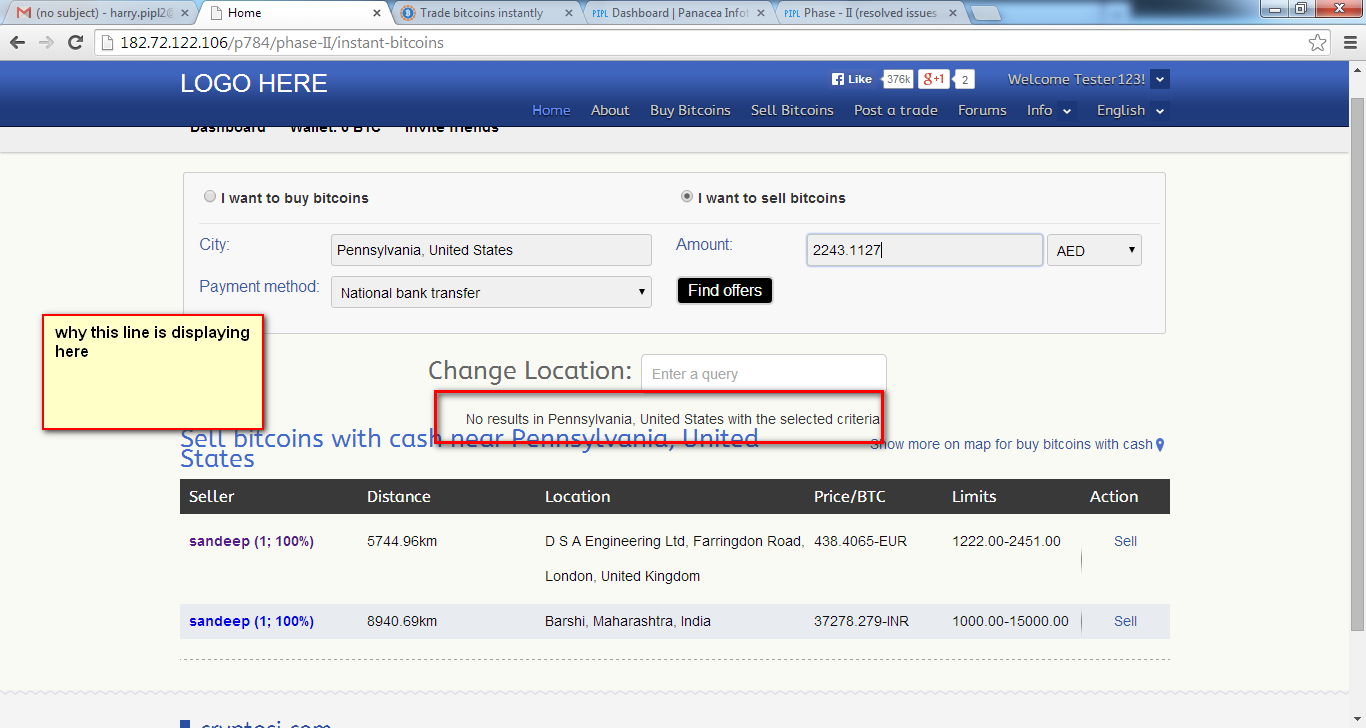 (no subject) - harry.pipl2@
Home
Trade bitcoins instantly
PIPL Dashboard | Panacea Infot
PIPL Phase - II (resolved issues
182.72.122.106/p784/phase-II/instant-bitcoins
LOGO HERE
Like 376k g+1 2 Welcome Tester123!
Home About Buy Bitcoins Sell Bitcoins Post a trade Forums Info English
Dashboard Wallet: 0 BTC Invite friends
I want to buy bitcoins I want to sell bitcoins
City: Pennsylvania, United States Amount: 2243.1127 AED
Payment method: National bank transfer Find offers
why this line is displaying
here
Change Location: Enter a query
No results in Pennsylvania, United States with the selected criteria
Sell bitcoins with cash near Pennsylvania, United
States
Show more on map for buy bitcoins with cash
Seller Distance Location Price/BTC Limits Action
sandeep (1; 100%) 5744.96km D S A Engineering Ltd, Farringdon Road, 438.4065-EUR 1222.00-2451.00 Sell
London, United Kingdom
sandeep (1; 100%) 8940.69km Barshi, Maharashtra, India 37278.279-INR 1000.00-15000.00 Sell